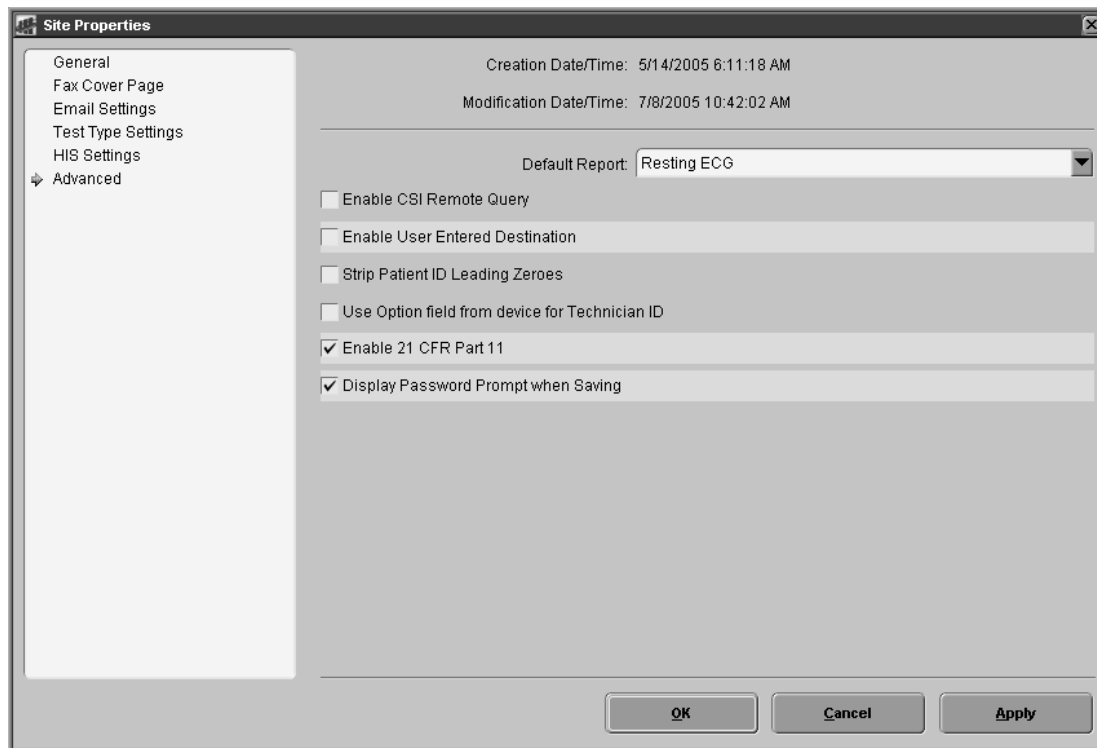 Site Properties
General
Fax Cover Page
Email Settings
Test Type Settings
HIS Settings
Advanced
Creation Date/Time: 5/14/2005 6:11:18 AM
Modification Date/Time: 7/8/2005 10:42:02 AM
Default Report: Resting ECG
Enable CSI Remote Query
Enable User Entered Destination
Strip Patient ID Leading Zeroes
Use Option field from device for Technician ID
Enable 21 CFR Part 11
Display Password Prompt when Saving
OK Cancel Apply